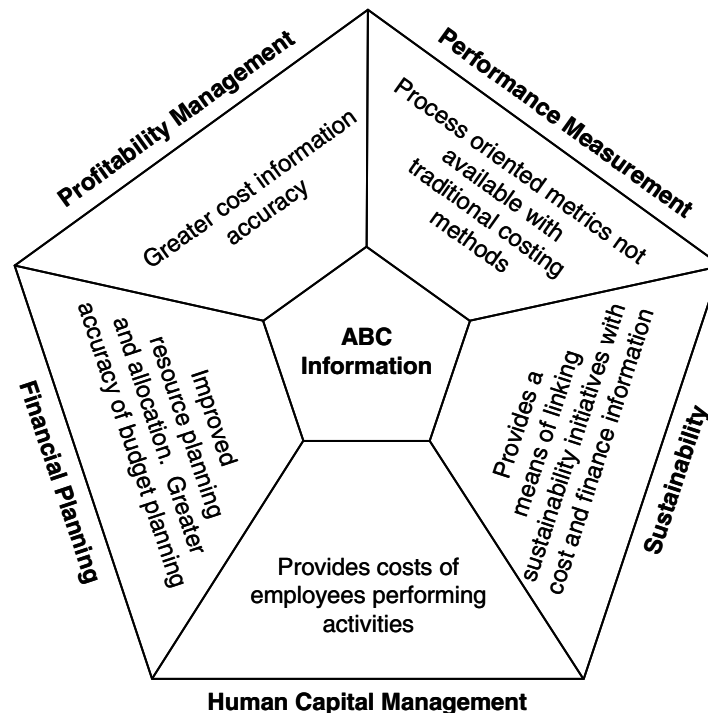 Profitability Management
Greater cost information
accuracy
Performance Measurement
Process oriented metrics not
available with
traditional costing
methods
ABC
Information
Financial Planning
Improved
resource planning
and allocation.  Greater
accuracy of budget planning
Provides a
means of linking
sustainability initiatives with
cost and finance information
Sustainability
Provides costs of
employees performing
activities
Human Capital Management